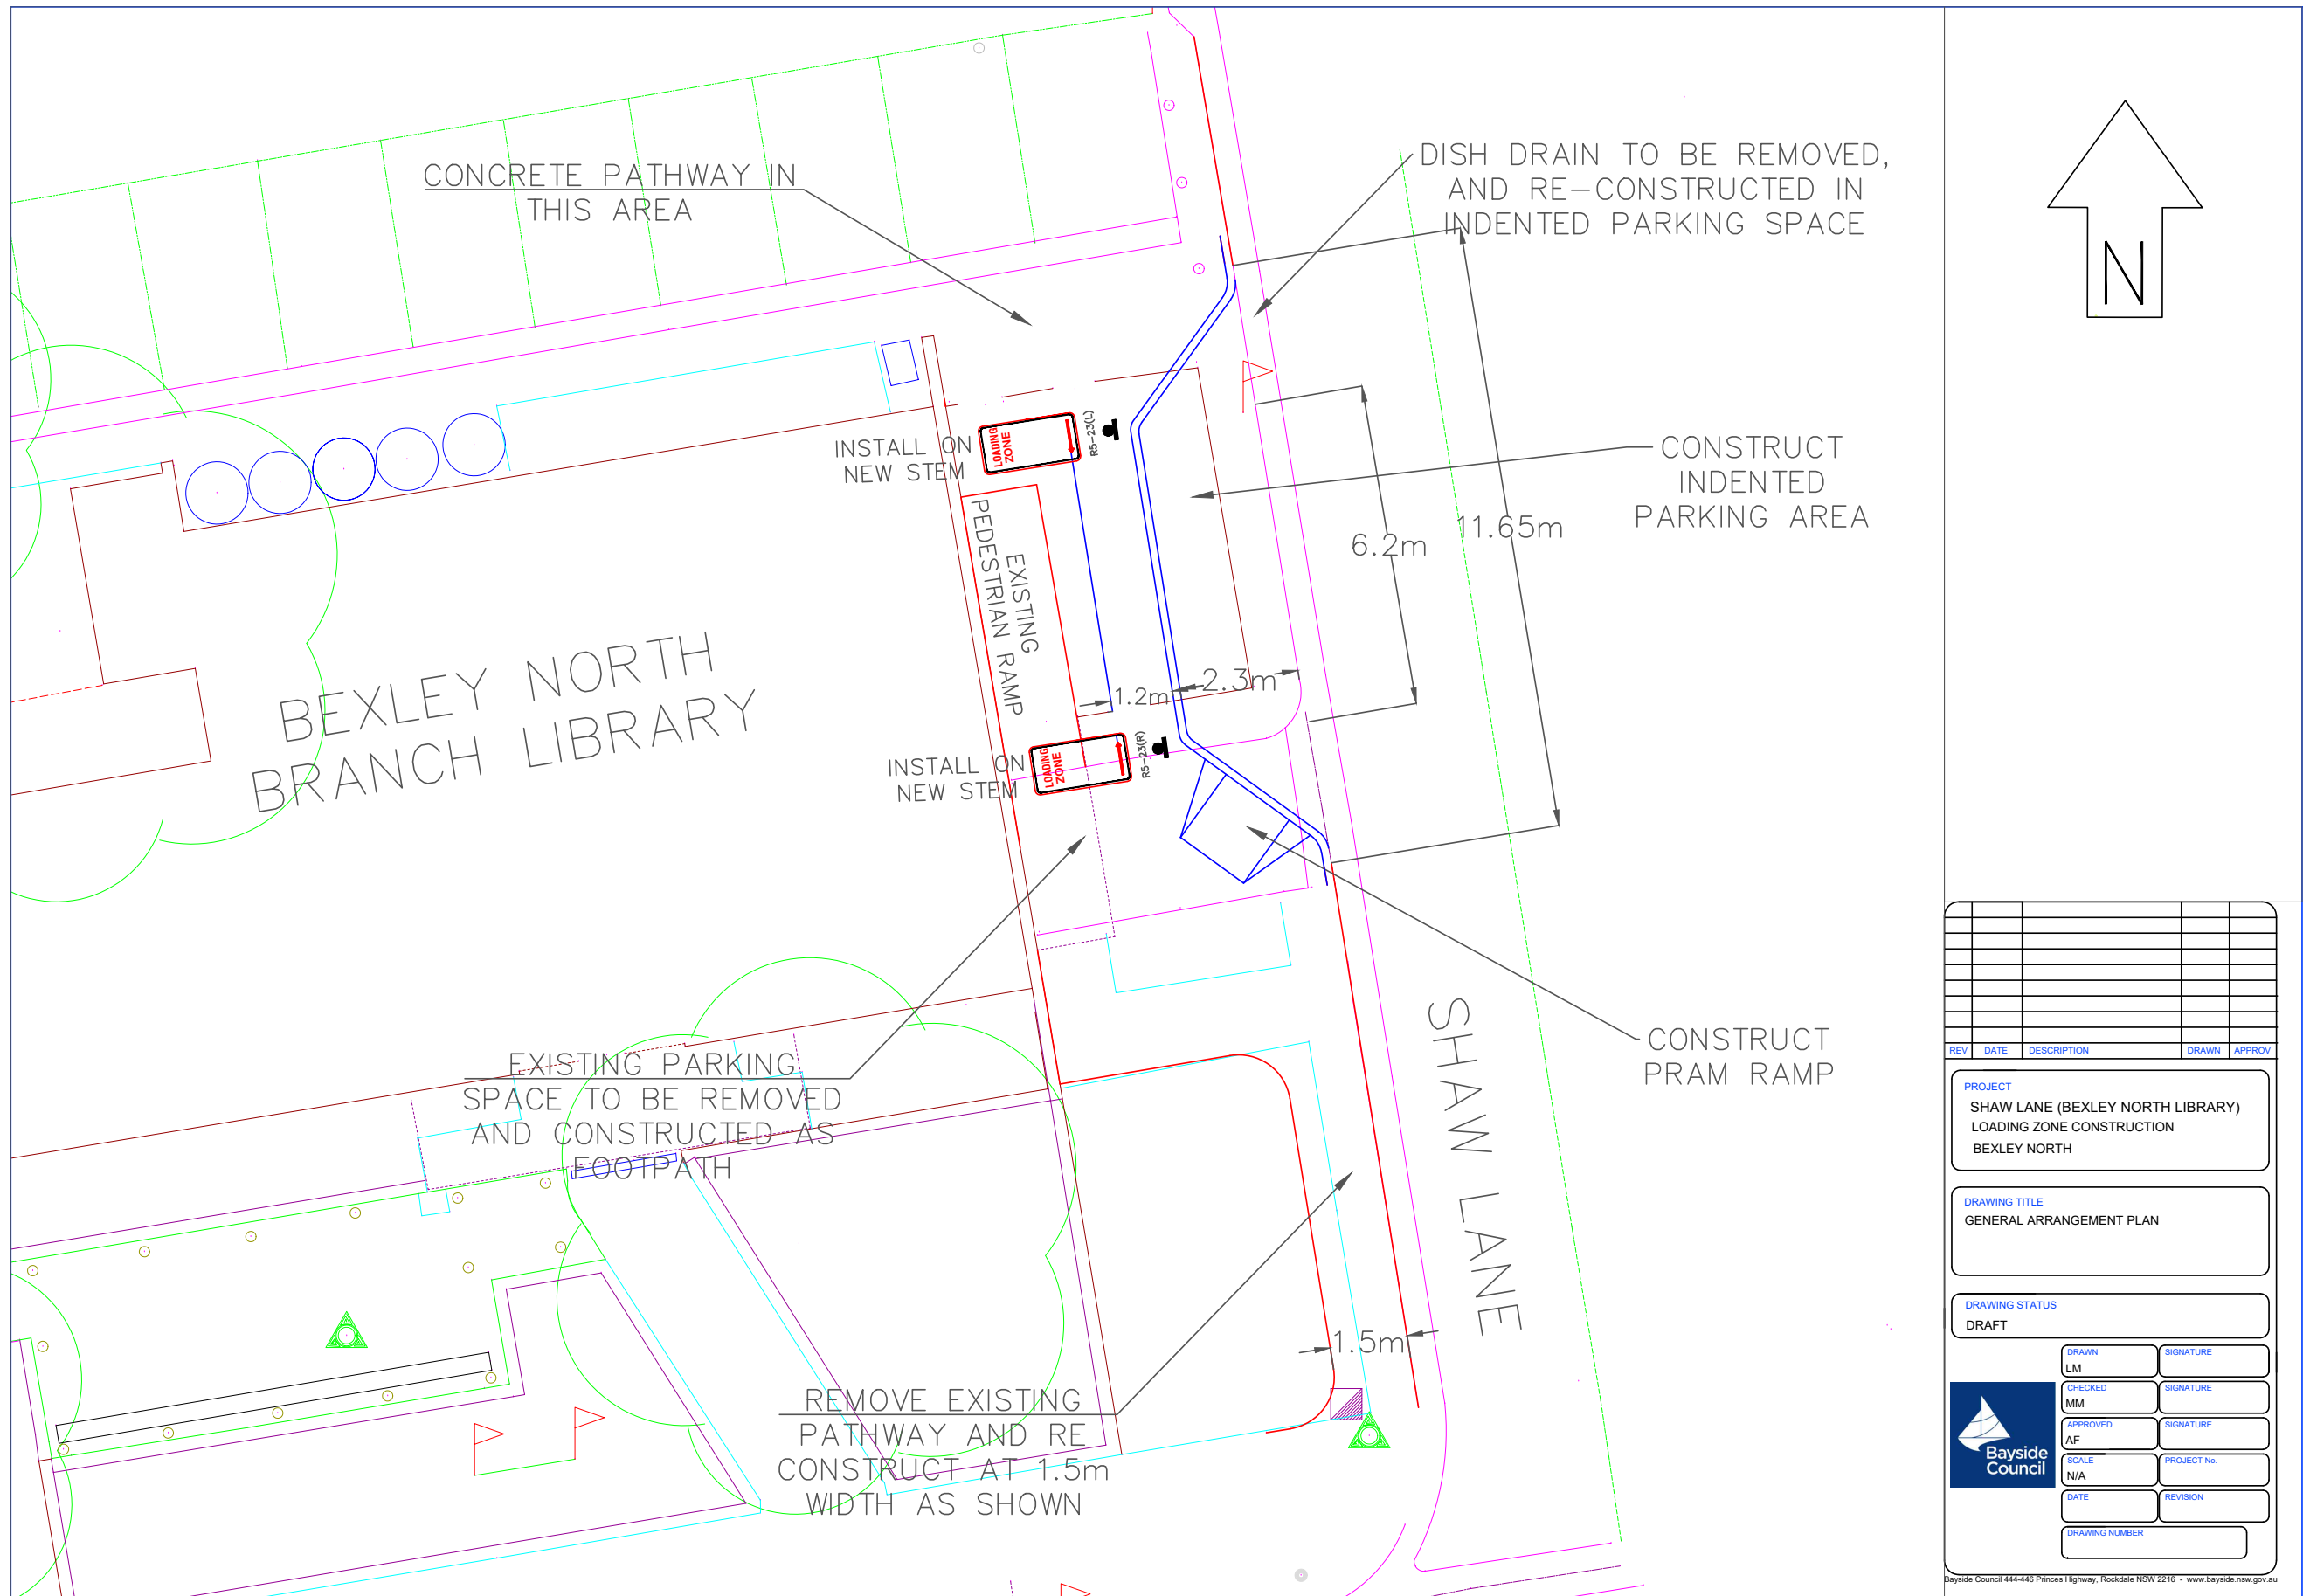 CONCRETE PATHWAY IN
THIS AREA
DISH DRAIN TO BE REMOVED,
AND RE-CONSTRUCTED IN
INDENTED PARKING SPACE
N
INSTALL ON
NEW STEM
LOADING
ZONE
R5-23(L)
CONSTRUCT
INDENTED
PARKING AREA
6.2m
11.65m
EXISTING
PEDESTRIAN RAMP
BEXLEY NORTH
BRANCH LIBRARY
1.2m
2.3m
INSTALL ON
NEW STEM
LOADING
ZONE
R5-23(R)
EXISTING PARKING
SPACE TO BE REMOVED
AND CONSTRUCTED AS
FOOTPATH
CONSTRUCT
PRAM RAMP
SHAW LANE
1.5m
REMOVE EXISTING
PATHWAY AND RE
CONSTRUCT AT 1.5m
WIDTH AS SHOWN
REV DATE DESCRIPTION DRAWN APPROV
PROJECT
SHAW LANE (BEXLEY NORTH LIBRARY)
LOADING ZONE CONSTRUCTION
BEXLEY NORTH
DRAWING TITLE
GENERAL ARRANGEMENT PLAN
DRAWING STATUS
DRAFT
DRAWN SIGNATURE
LM
CHECKED SIGNATURE
MM
APPROVED SIGNATURE
AF
SCALE PROJECT No.
N/A
DATE REVISION
DRAWING NUMBER
Bayside
Council
Bayside Council 444-446 Princes Highway, Rockdale NSW 2216 - www.bayside.nsw.gov.au